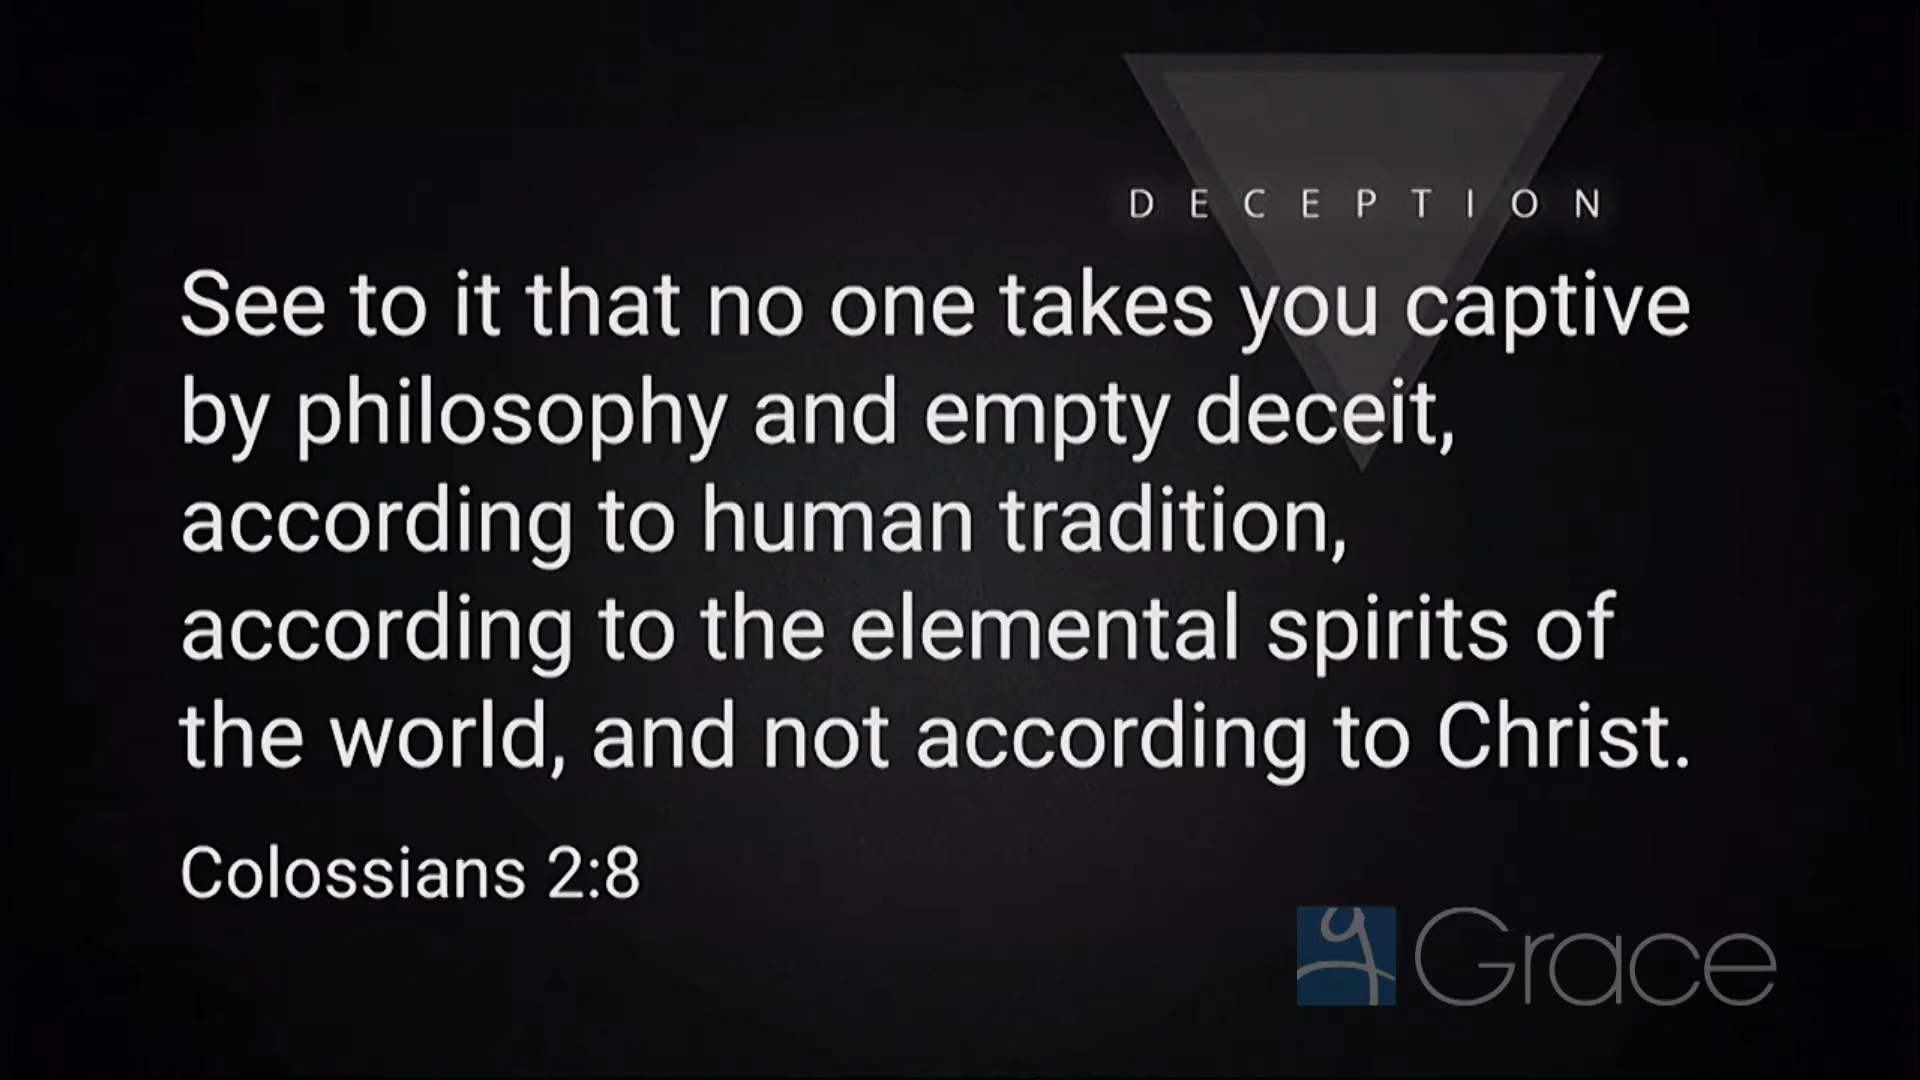 DECEPTION
See to it that no one takes you captive
by philosophy and empty deceit,
according to human tradition,
according to the elemental spirits of
the world, and not according to Christ.
Colossians 2:8
Grace